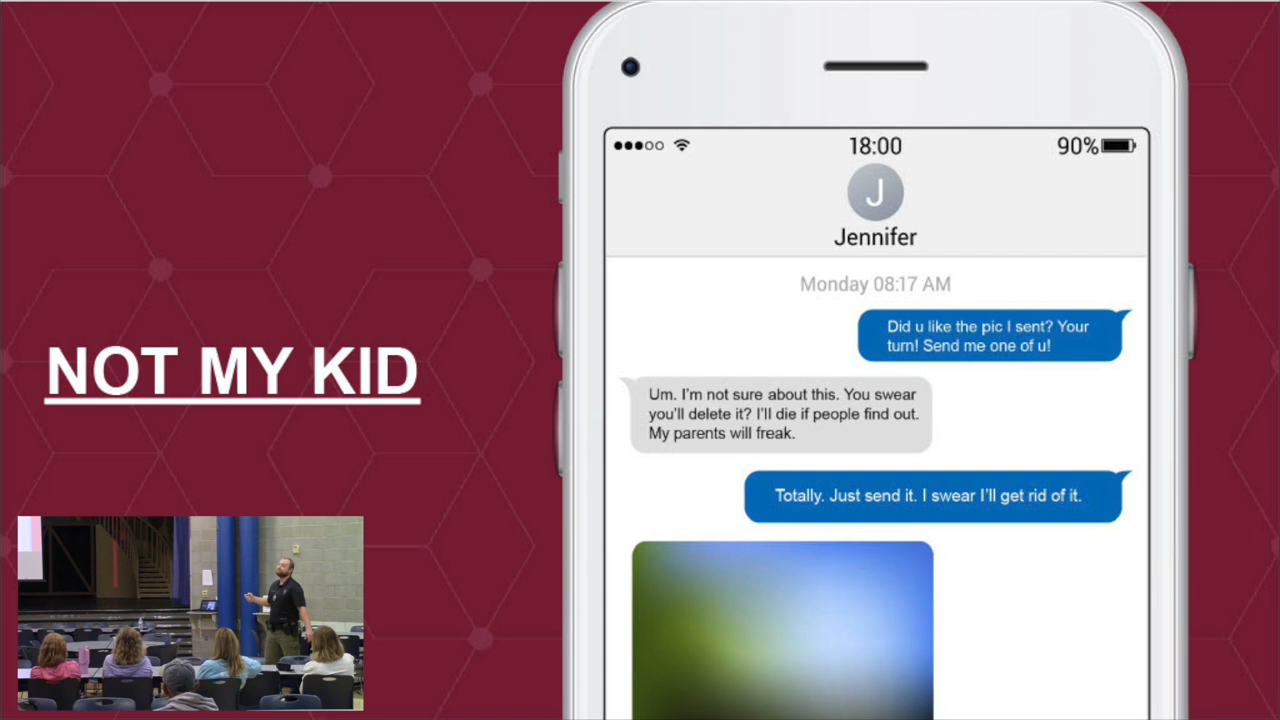 NOT MY KID
18:00
90%
J
Jennifer
Monday 08:17 AM
Did u like the pic I sent? Your
turn! Send me one of u!
Um. I’m not sure about this. You swear
you’ll delete it? I’ll die if people find out.
My parents will freak.
Totally. Just send it. I swear I’ll get rid of it.